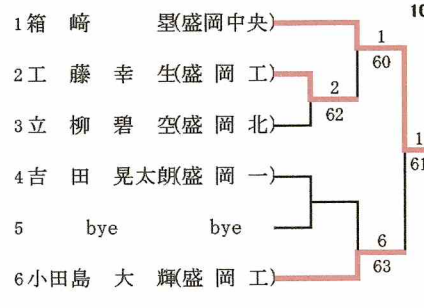 10
1 箱﨑 塁(盛岡中央)
1
60
2 工藤幸生(盛岡工)
2
62
3 立柳碧空(盛岡北)
1
61
4 吉田晃太朗(盛岡一)
5 bye bye
6
63
6 小田島大輝(盛岡工)